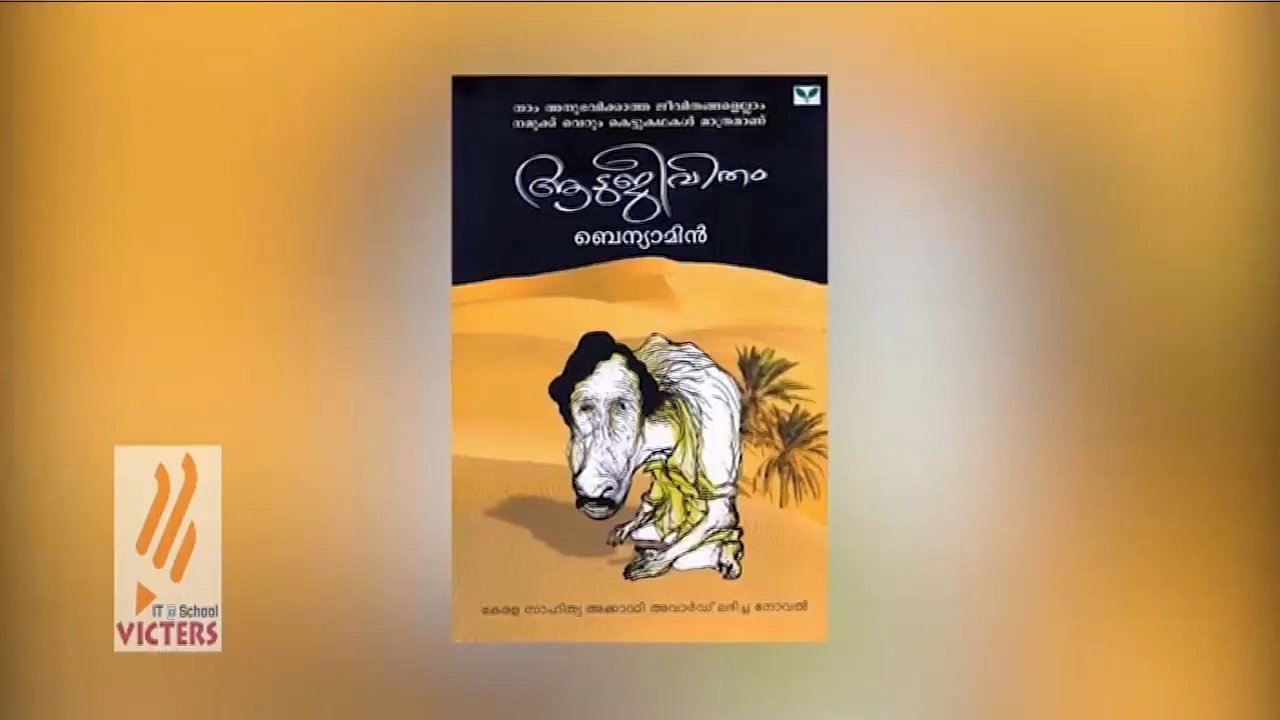 നാം അനുഭവിക്കാത്ത ജീവിതങ്ങളെല്ലാം
നമുക്ക് വെറും കെട്ടുകഥകൾ മാത്രമാണ്
ആടുജീവിതം
ബെന്യാമിൻ
കേരള സാഹിത്യ അക്കാദമി അവാർഡ് ലഭിച്ച നോവൽ
IT @ School
VICTERS